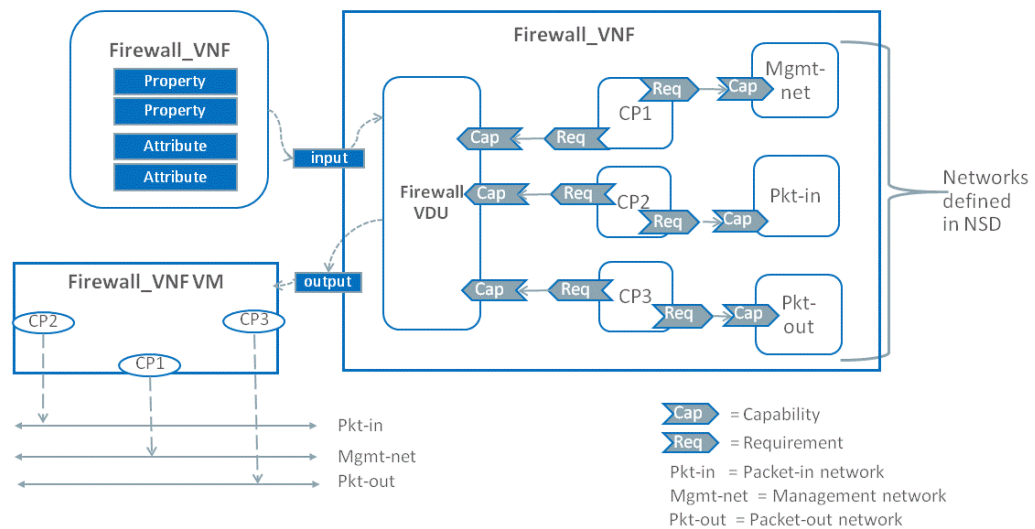 Firewall_VNF
Property
Property
Attribute
Attribute
input
output
Firewall_VNF
Firewall
VDU
Cap
Req
CP1
Req
Cap
Mgmt-
net
Cap
Req
CP2
Req
Cap
Pkt-in
Cap
Req
CP3
Req
Cap
Pkt-
out
Networks
defined
in NSD
Firewall_VNF VM
CP2
CP3
CP1
Pkt-in
Mgmt-net
Pkt-out
Cap = Capability
Req = Requirement
Pkt-in = Packet-in network
Mgmt-net = Management network
Pkt-out = Packet-out network